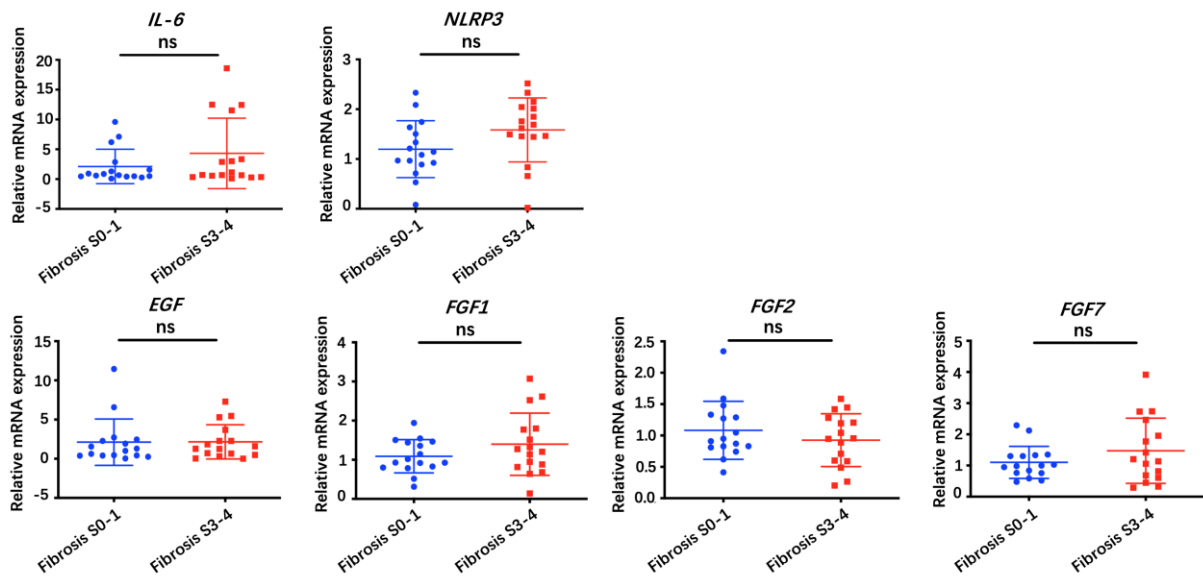 IL-6
ns
Relative mRNA expression
20
15
10
5
0
-5
Fibrosis S0-1
Fibrosis S3-4
NLRP3
ns
Relative mRNA expression
3
2
1
0
Fibrosis S0-1
Fibrosis S3-4
EGF
ns
Relative mRNA expression
15
10
5
0
-5
Fibrosis S0-1
Fibrosis S3-4
FGF1
ns
Relative mRNA expression
4
3
2
1
0
Fibrosis S0-1
Fibrosis S3-4
FGF2
ns
Relative mRNA expression
2.5
2.0
1.5
1.0
0.5
0.0
Fibrosis S0-1
Fibrosis S3-4
FGF7
ns
Relative mRNA expression
5
4
3
2
1
0
Fibrosis S0-1
Fibrosis S3-4